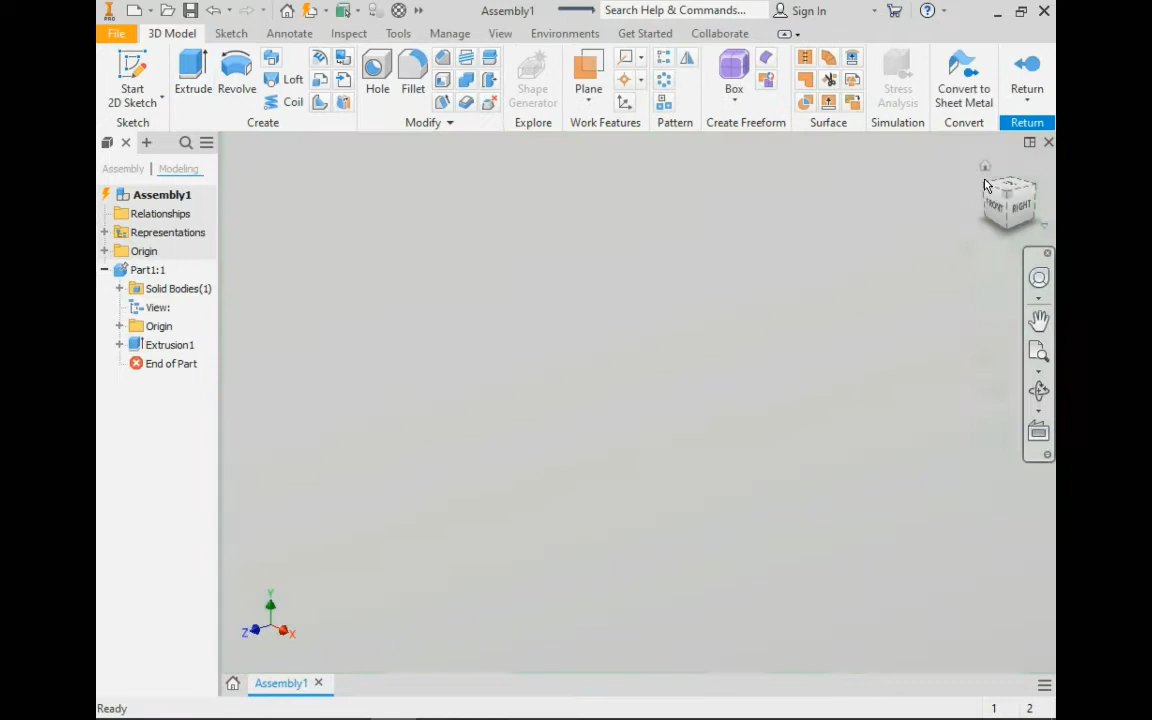 PRO
Assembly1
Search Help & Commands...
Sign In
File 3D Model Sketch Annotate Inspect Tools Manage View Environments Get Started Collaborate
Start 2D Sketch
Extrude
Revolve
Loft
Coil
Hole
Fillet
Shape Generator
Plane
Box
Stress Analysis
Convert to Sheet Metal
Return
Sketch Create Modify Explore Work Features Pattern Create Freeform Surface Simulation Convert Return
Assembly | Modeling
Assembly1
Relationships
Representations
Origin
Part1:1
Solid Bodies(1)
View:
Origin
Extrusion1
End of Part
FRONT RIGHT
Y
Z X
Assembly1
Ready 1 2